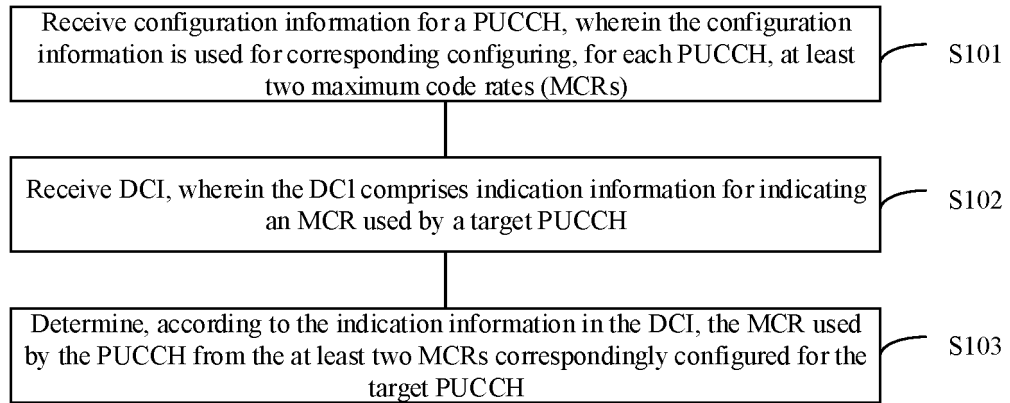 Receive configuration information for a PUCCH, wherein the configuration
information is used for corresponding configuring, for each PUCCH, at least
two maximum code rates (MCRs)
S101
Receive DCI, wherein the DCl comprises indication information for indicating
an MCR used by a target PUCCH
S102
Determine, according to the indication information in the DCI, the MCR used
by the PUCCH from the at least two MCRs correspondingly configured for the
target PUCCH
S103